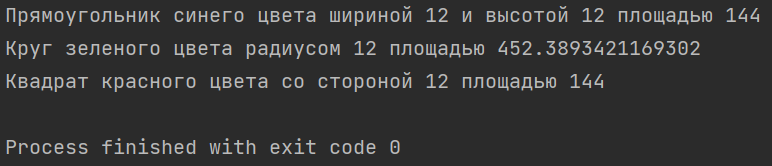 Прямоугольник синего цвета шириной 12 и высотой 12 площадью 144
Круг зеленого цвета радиусом 12 площадью 452.3893421169302
Квадрат красного цвета со стороной 12 площадью 144
Process finished with exit code 0